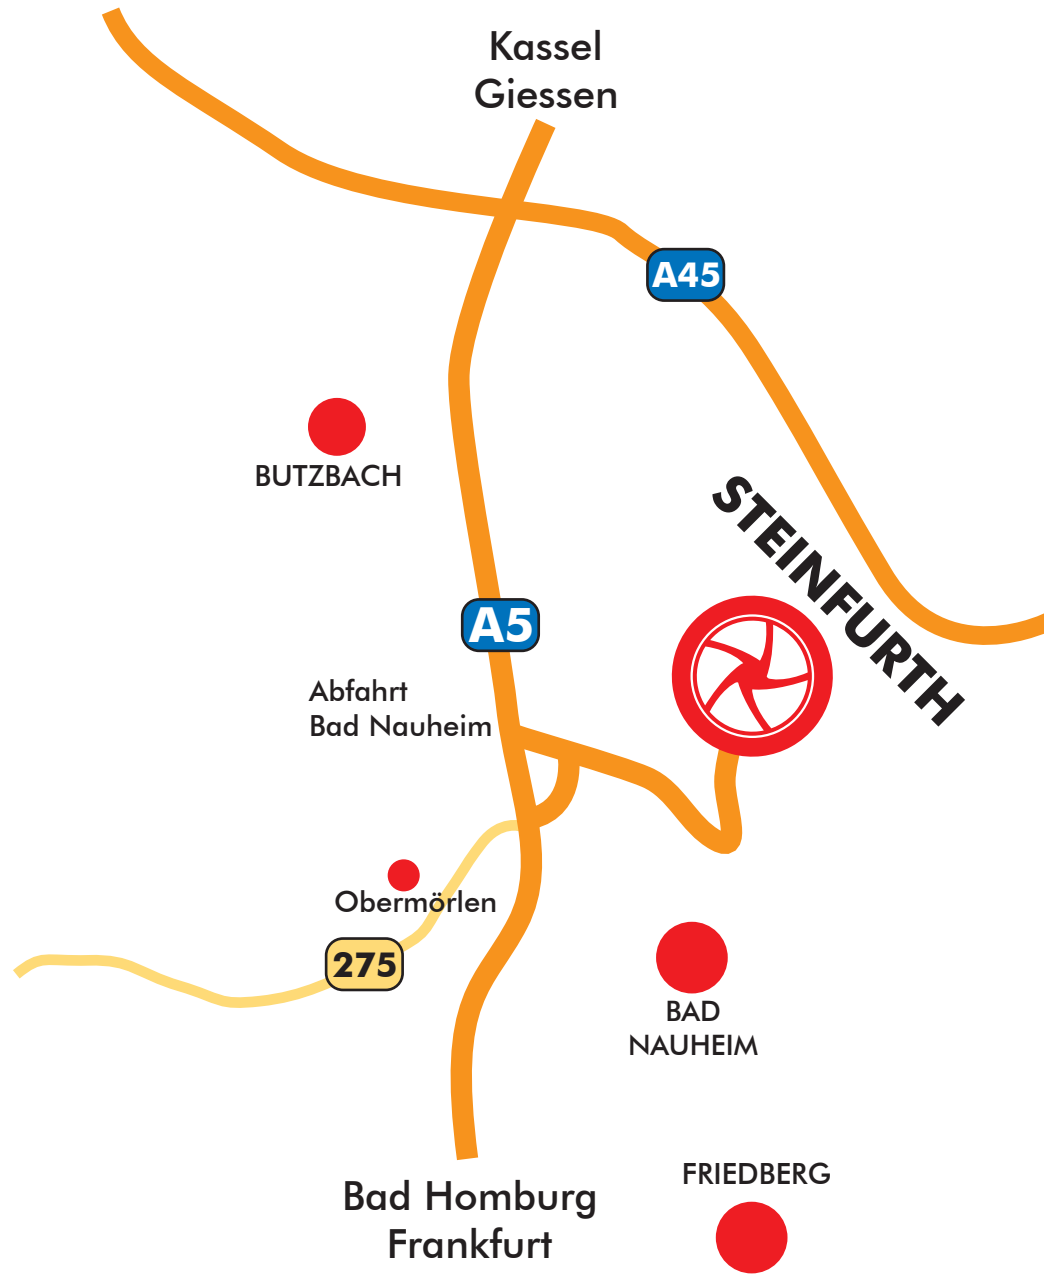 Kassel
Giessen
A45
BUTZBACH
STEINFURTH
A5
Abfahrt
Bad Nauheim
Obermörlen
275
BAD
NAUHEIM
FRIEDBERG
Bad Homburg
Frankfurt